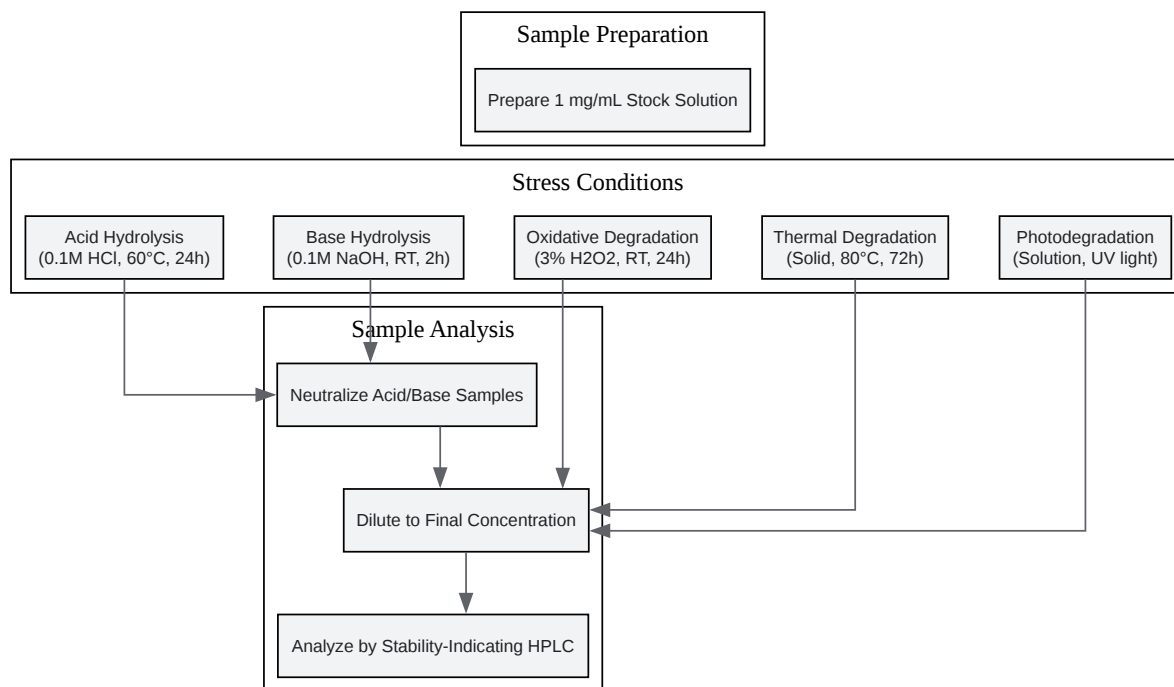 Sample Preparation
Prepare 1 mg/mL Stock Solution
Stress Conditions
Acid Hydrolysis
(0.1M HCl, 60°C, 24h)
Base Hydrolysis
(0.1M NaOH, RT, 2h)
Oxidative Degradation
(3% H2O2, RT, 24h)
Thermal Degradation
(Solid, 80°C, 72h)
Photodegradation
(Solution, UV light)
Sample Analysis
Neutralize Acid/Base Samples
Dilute to Final Concentration
Analyze by Stability-Indicating HPLC